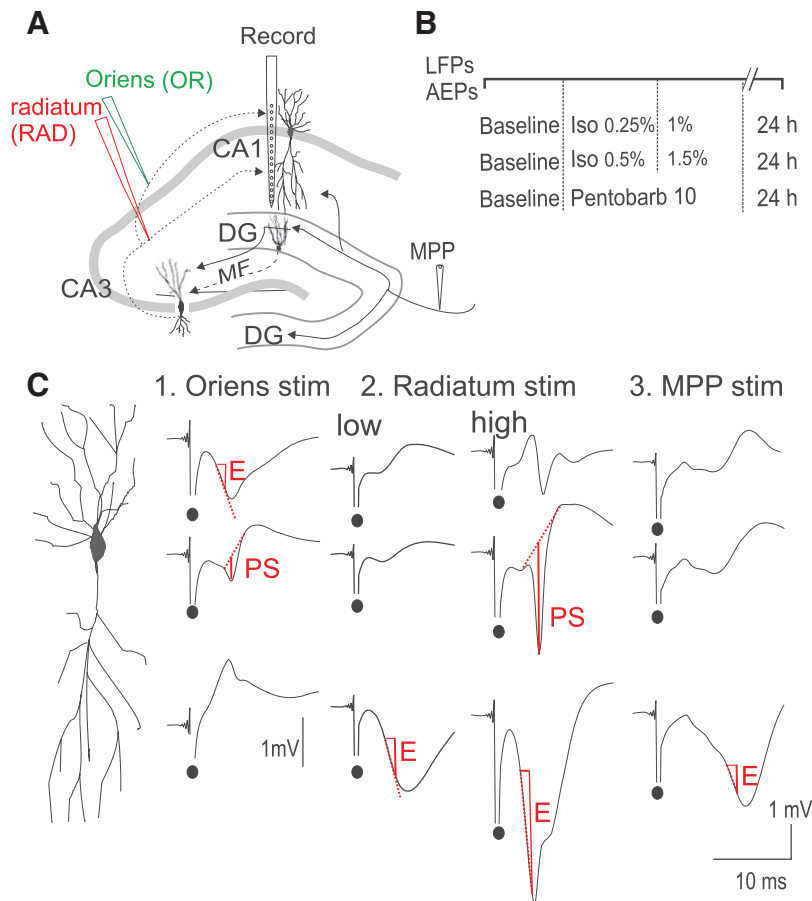 A
Record
Oriens (OR)
radiatum
(RAD)
CA1
DG
MF
CA3
DG
MPP
B
LFPs
AEPs
Baseline Iso 0.25% 1% 24 h
Baseline Iso 0.5% 1.5% 24 h
Baseline Pentobarb 10 24 h
C
1. Oriens stim 2. Radiatum stim 3. MPP stim
low high
E
PS
PS
1mV
E
E
E
1 mV
10 ms